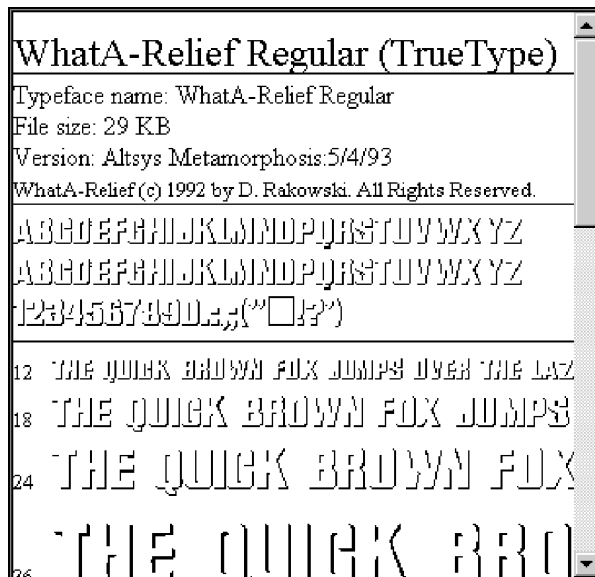 WhatA-Relief Regular (TrueType)
Typeface name: WhatA-Relief Regular
File size: 29 KB
Version: Altsys Metamorphosis:5/4/93
WhatA-Relief (c) 1992 by D. Rakowski. All Rights Reserved.
ABCDEFGHIJKLMNOPQRSTUVWXYZ
ABCDEFGHIJKLMNOPQRSTUVWXYZ
1234567890.:,;("□!?')
12 THE QUICK BROWN FOX JUMPS OVER THE LAZ
18 THE QUICK BROWN FOX JUMPS
24 THE QUICK BROWN FOX
36 THE QUICK BRO